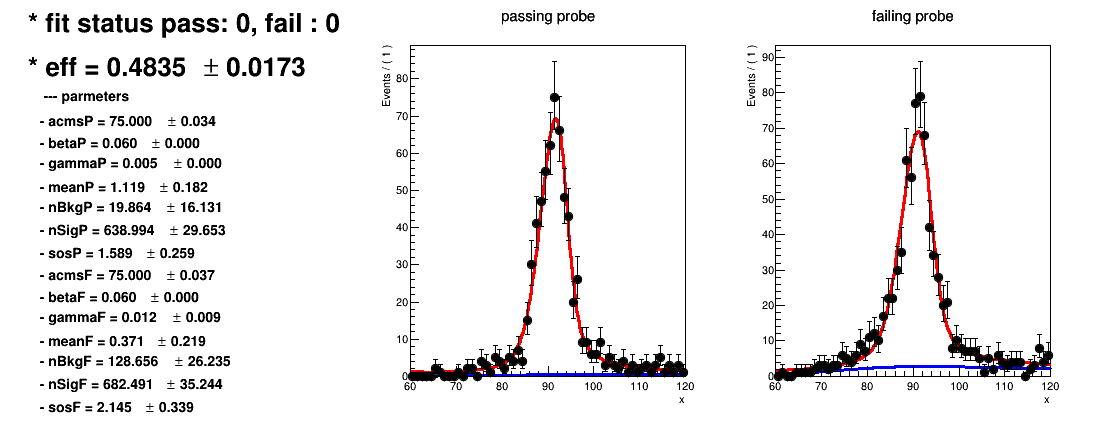 * fit status pass: 0, fail : 0
* eff = 0.4835 ± 0.0173
--- parmeters
- acmsP = 75.000 ± 0.034
- betaP = 0.060 ± 0.000
- gammaP = 0.005 ± 0.000
- meanP = 1.119 ± 0.182
- nBkgP = 19.864 ± 16.131
- nSigP = 638.994 ± 29.653
- sosP = 1.589 ± 0.259
- acmsF = 75.000 ± 0.037
- betaF = 0.060 ± 0.000
- gammaF = 0.012 ± 0.009
- meanF = 0.371 ± 0.219
- nBkgF = 128.656 ± 26.235
- nSigF = 682.491 ± 35.244
- sosF = 2.145 ± 0.339
passing probe
Events / ( 1 )
80
70
60
50
40
30
20
10
0
60 70 80 90 100 110 120
x
failing probe
Events / ( 1 )
90
80
70
60
50
40
30
20
10
0
60 70 80 90 100 110 120
x